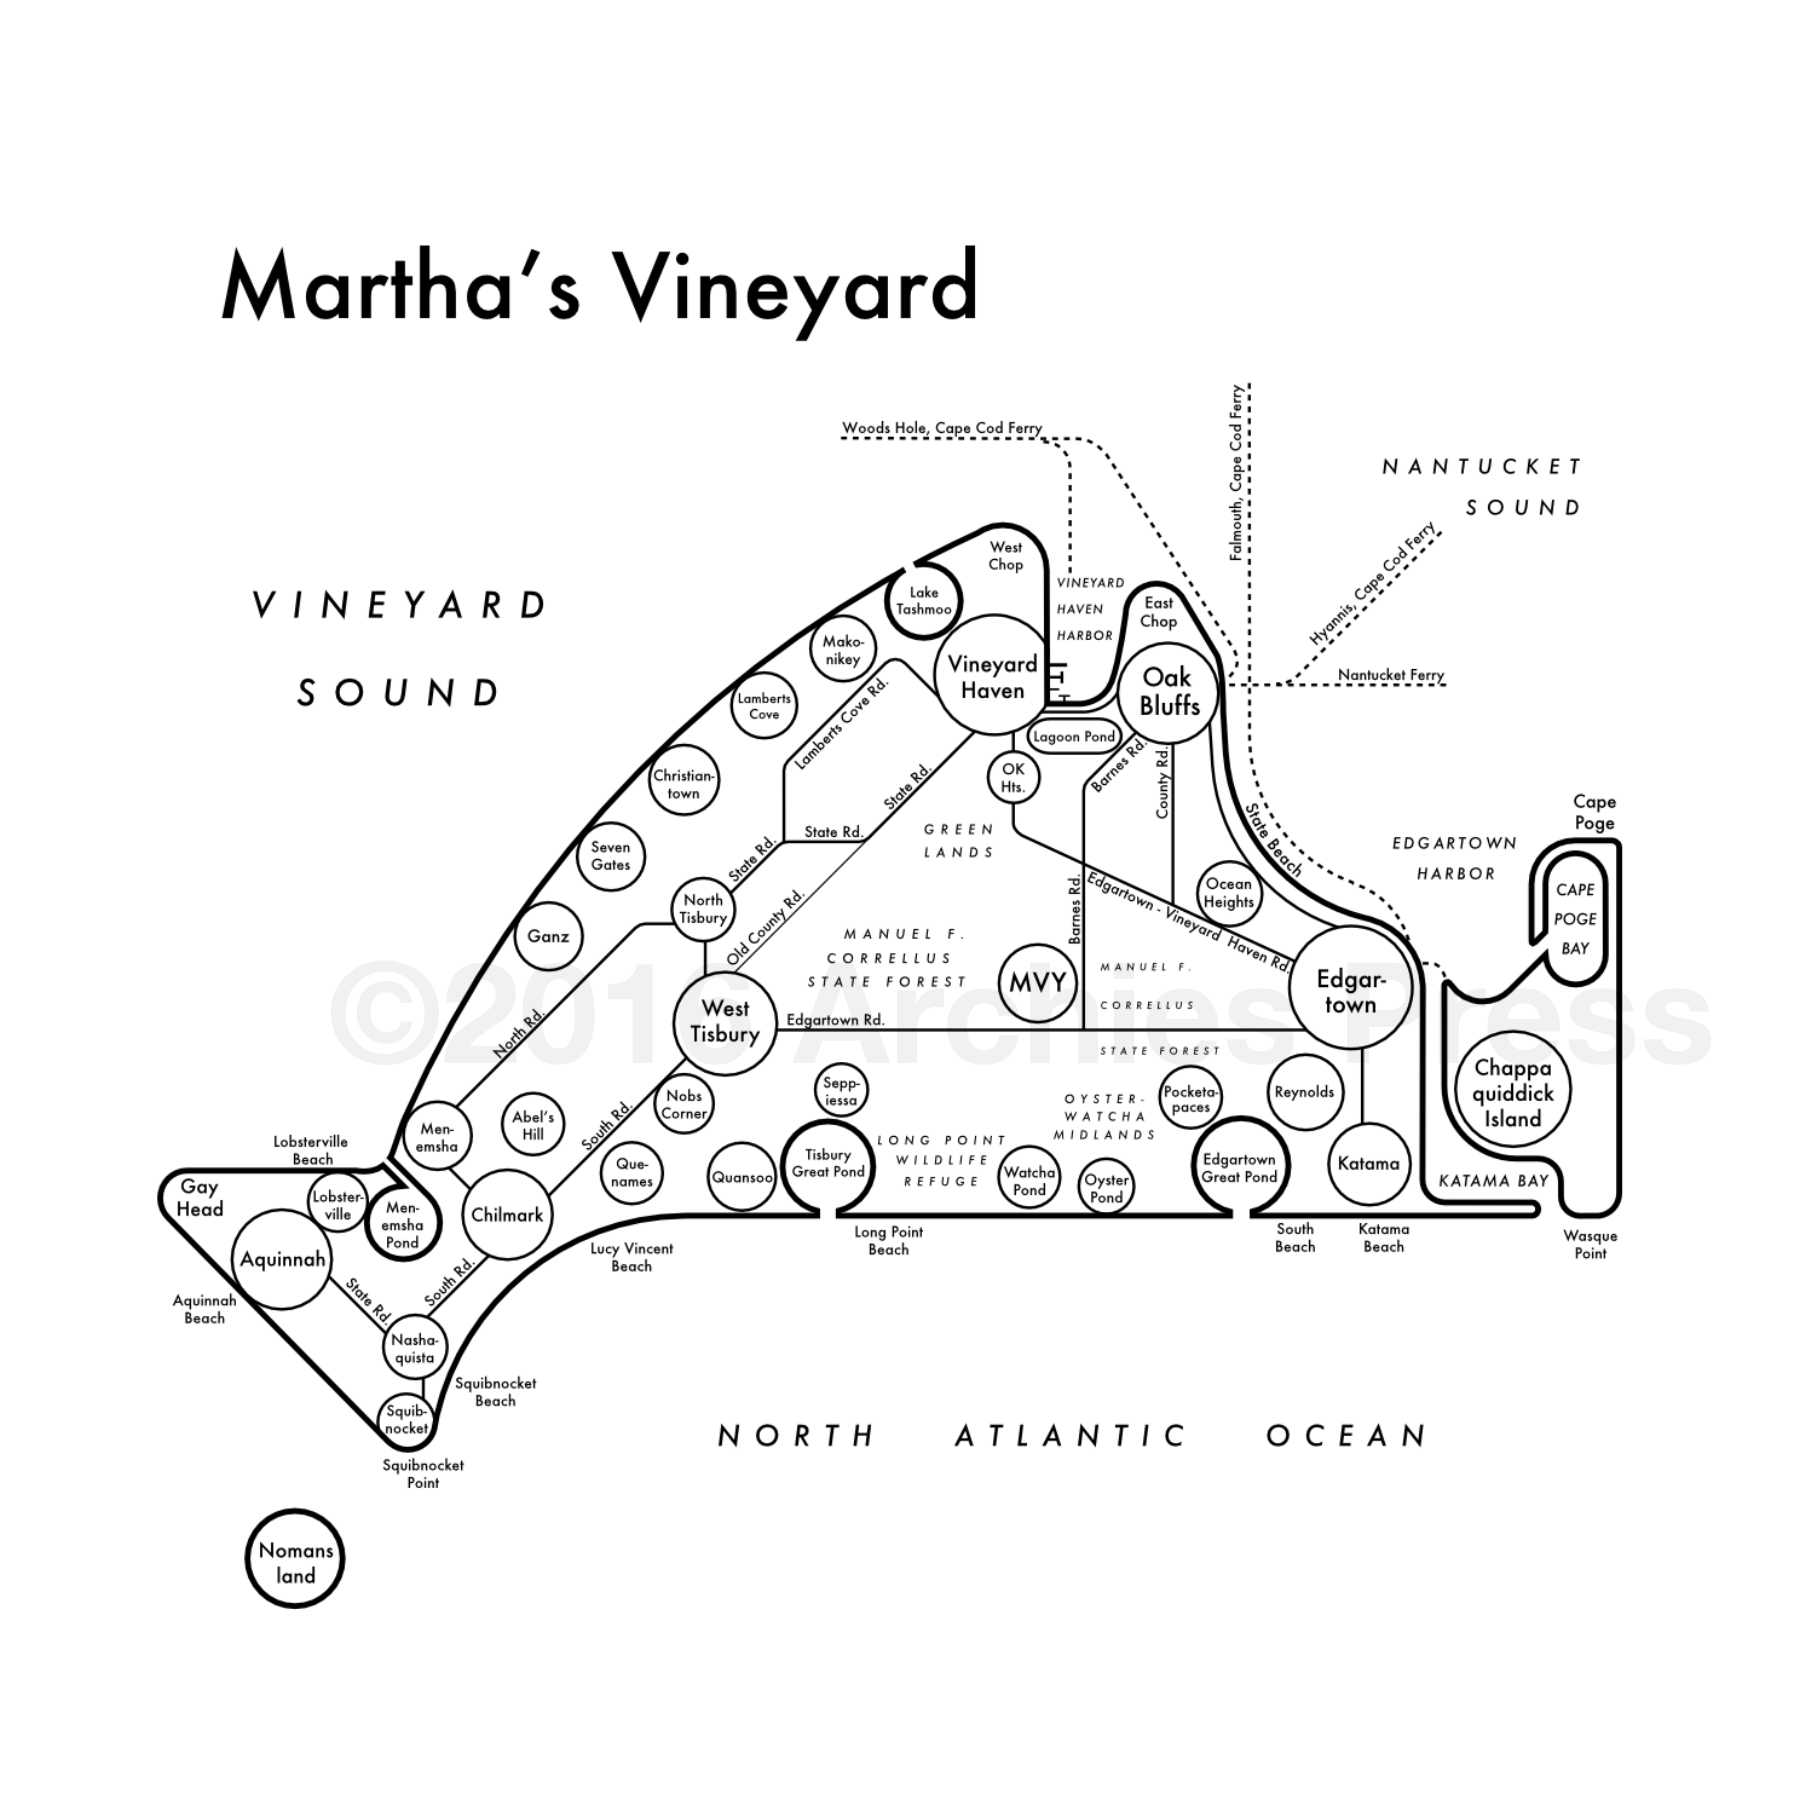 Martha's Vineyard
Woods Hole, Cape Cod Ferry
Falmouth, Cape Cod Ferry
NANTUCKET
SOUND
Hyannis, Cape Cod Ferry
Nantucket Ferry
VINEYARD
SOUND
West
Chop
VINEYARD
HAVEN
HARBOR
East
Chop
Lake
Tashmoo
Mako-
nikey
Vineyard
Haven
Oak
Bluffs
Lamberts
Cove
Lamberts Cove Rd.
Lagoon Pond
Christian-
town
OK
Hts.
Barnes Rd.
County Rd.
State Rd.
State Rd.
State Rd.
GREEN
LANDS
State Beach
Cape
Poge
EDGARTOWN
HARBOR
Seven
Gates
North
Tisbury
Old County Rd.
Barnes Rd.
Edgartown - Vineyard Haven Rd.
Ocean
Heights
CAPE
POGE
BAY
Ganz
MANUEL F.
CORRELLUS
STATE FOREST
MVY
MANUEL F.
CORRELLUS
STATE FOREST
Edgar-
town
©2016 Archies Press
West
Tisbury
Edgartown Rd.
North Rd.
Chappa
quiddick
Island
Sepp-
iessa
Nobs
Corner
Abel's
Hill
South Rd.
Men-
emsha
OYSTER-
WATCHA
MIDLANDS
Pocketa-
paces
Reynolds
Lobsterville
Beach
Que-
names
Quansoo
Tisbury
Great Pond
LONG POINT
WILDLIFE
REFUGE
Watcha
Pond
Oyster
Pond
Edgartown
Great Pond
Katama
KATAMA BAY
Gay
Head
Lobster-
ville
Men-
emsha
Pond
Chilmark
Aquinnah
Lucy Vincent
Beach
Long Point
Beach
South
Beach
Katama
Beach
Wasque
Point
Aquinnah
Beach
State Rd.
South Rd.
Nasha-
quista
Squibnocket
Beach
Squib-
nocket
Squibnocket
Point
NORTH ATLANTIC OCEAN
Nomans
land